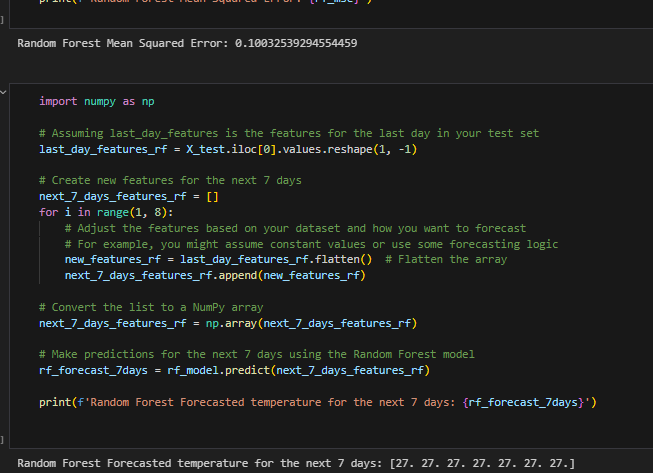 print(f'Random Forest Mean Squared Error: {rf_mse}')
Random Forest Mean Squared Error: 0.10032539294554459
import numpy as np
# Assuming last_day_features is the features for the last day in your test set
last_day_features_rf = X_test.iloc[0].values.reshape(1, -1)
# Create new features for the next 7 days
next_7_days_features_rf = []
for i in range(1, 8):
    # Adjust the features based on your dataset and how you want to forecast
    # For example, you might assume constant values or use some forecasting logic
    new_features_rf = last_day_features_rf.flatten()  # Flatten the array
    next_7_days_features_rf.append(new_features_rf)
# Convert the list to a NumPy array
next_7_days_features_rf = np.array(next_7_days_features_rf)
# Make predictions for the next 7 days using the Random Forest model
rf_forecast_7days = rf_model.predict(next_7_days_features_rf)
print(f'Random Forest Forecasted temperature for the next 7 days: {rf_forecast_7days}')
Random Forest Forecasted temperature for the next 7 days: [27. 27. 27. 27. 27. 27. 27.]